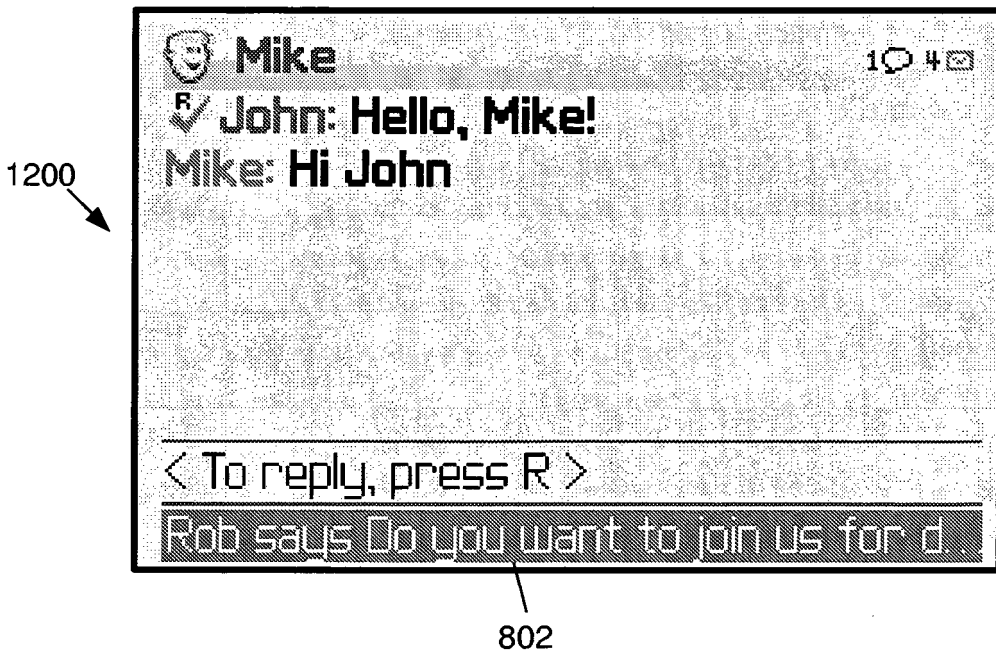 Mike 1 4
R John: Hello, Mike!
Mike: Hi John
1200
< To reply, press R >
Rob says Do you want to join us for d...
802